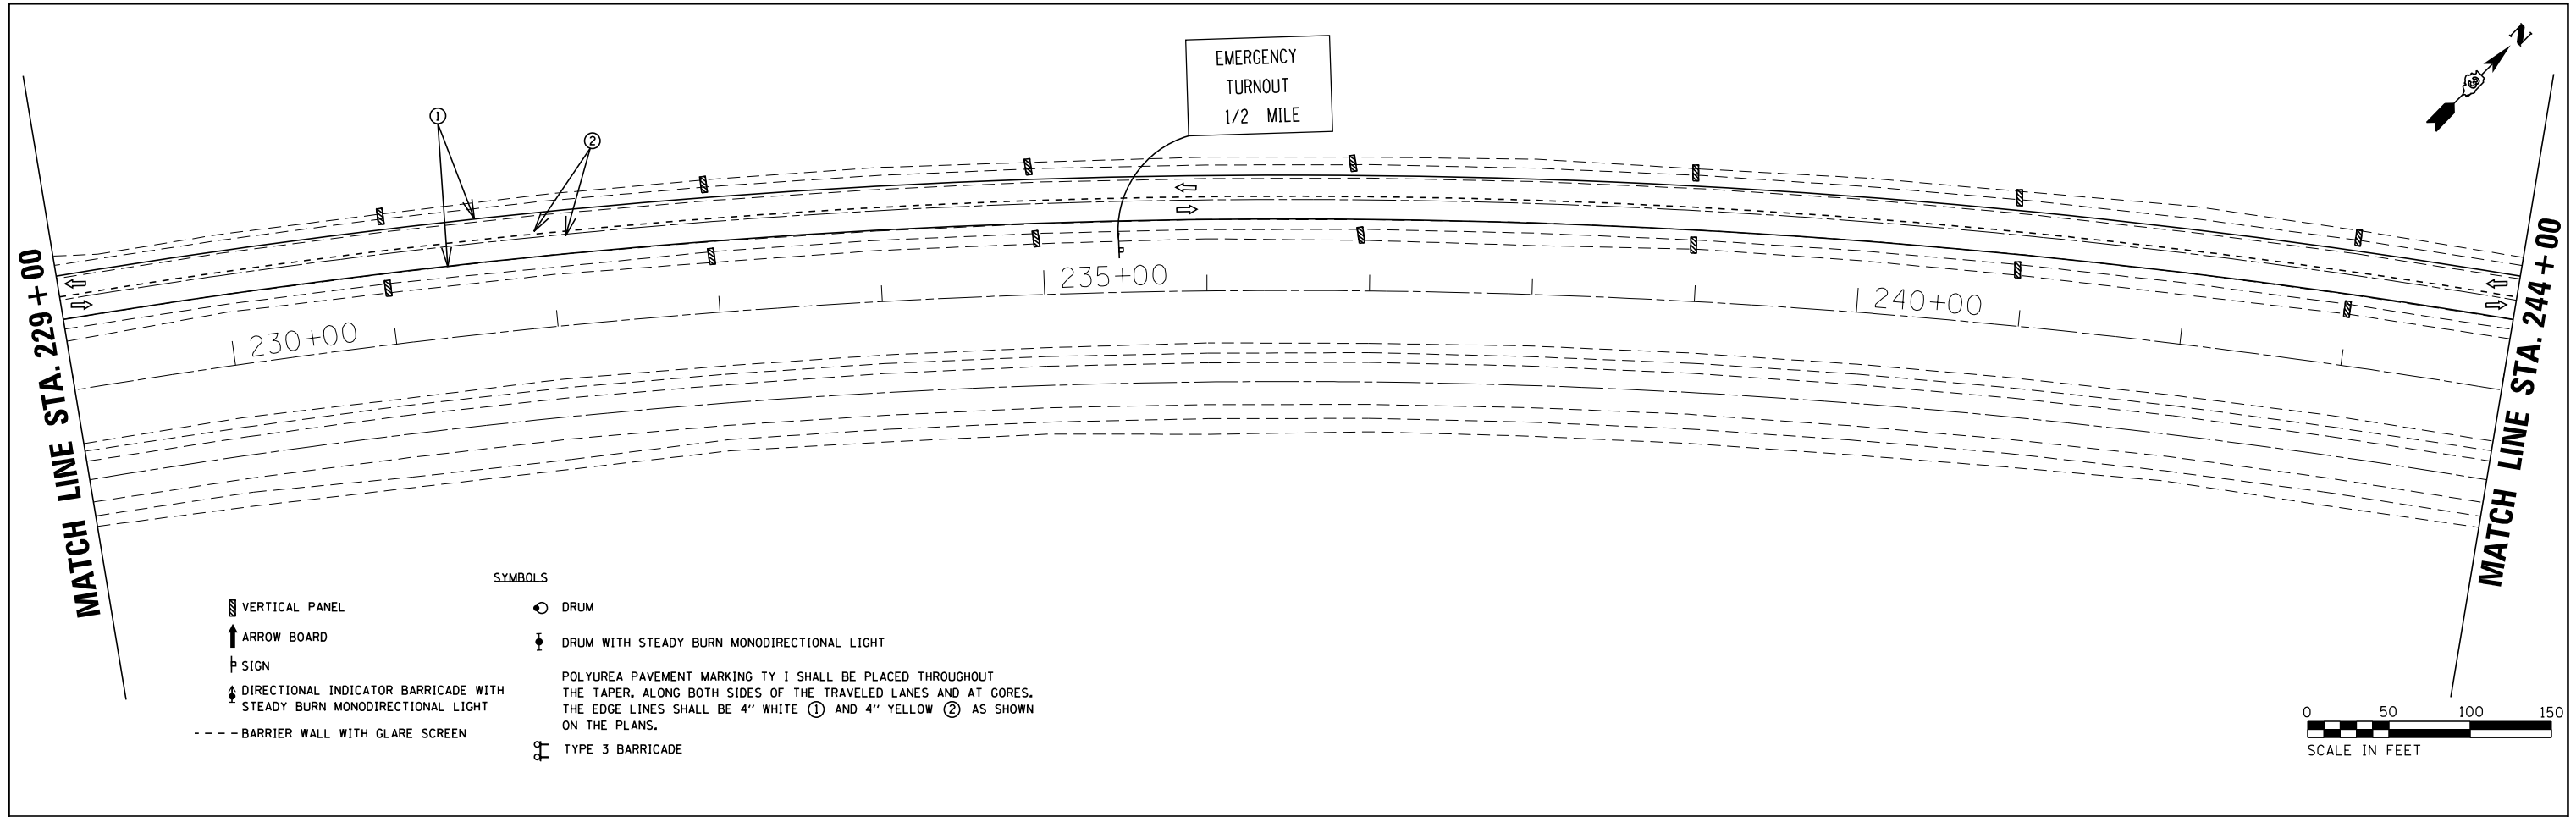 EMERGENCY
TURNOUT
1/2 MILE
N
1
2
MATCH LINE STA. 229+00
230+00
235+00
240+00
MATCH LINE STA. 244+00
SYMBOLS
VERTICAL PANEL
ARROW BOARD
SIGN
DIRECTIONAL INDICATOR BARRICADE WITH
STEADY BURN MONODIRECTIONAL LIGHT
BARRIER WALL WITH GLARE SCREEN
DRUM
DRUM WITH STEADY BURN MONODIRECTIONAL LIGHT
POLYUREA PAVEMENT MARKING TY I SHALL BE PLACED THROUGHOUT
THE TAPER, ALONG BOTH SIDES OF THE TRAVELED LANES AND AT GORES.
THE EDGE LINES SHALL BE 4" WHITE 1 AND 4" YELLOW 2 AS SHOWN
ON THE PLANS.
TYPE 3 BARRICADE
0 50 100 150
SCALE IN FEET